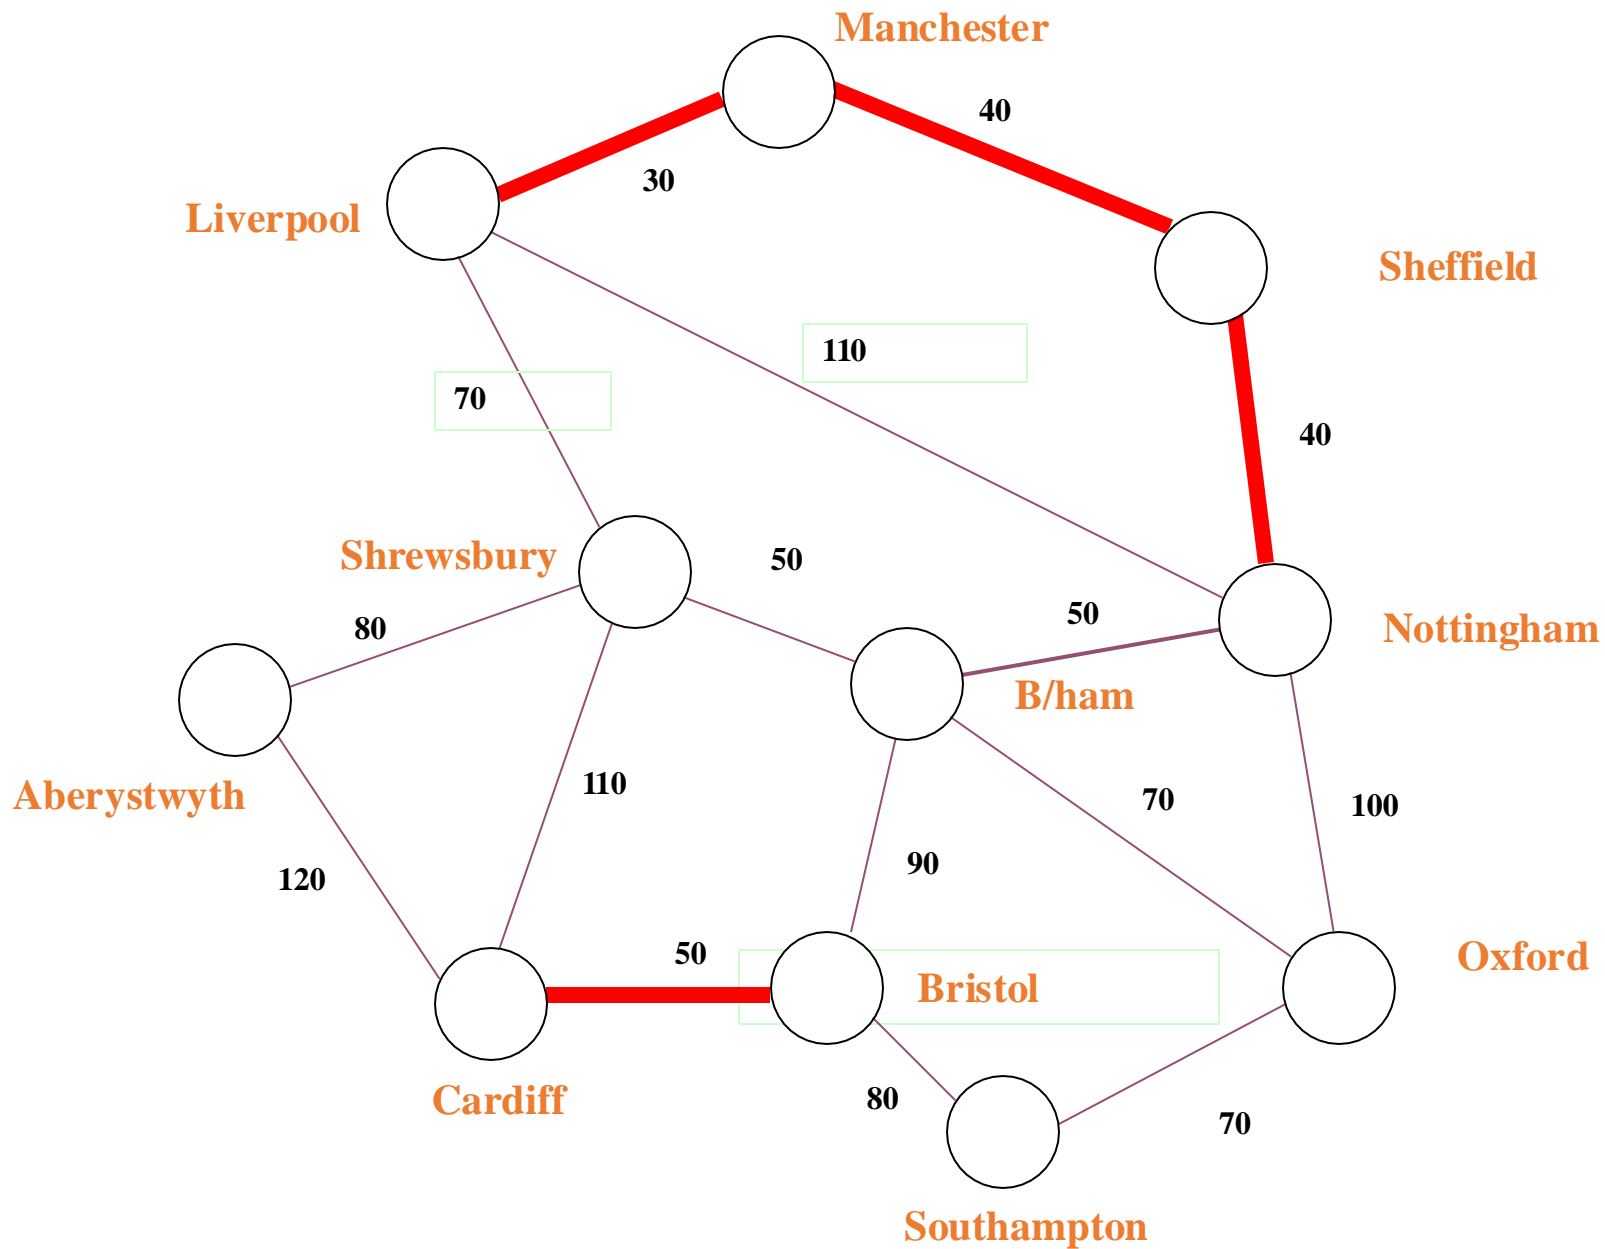 Manchester
40
30
Liverpool
Sheffield
110
70
40
Shrewsbury
50
50
80
Nottingham
B/ham
Aberystwyth
110
70
100
90
120
50
Oxford
Bristol
Cardiff
80
70
Southampton